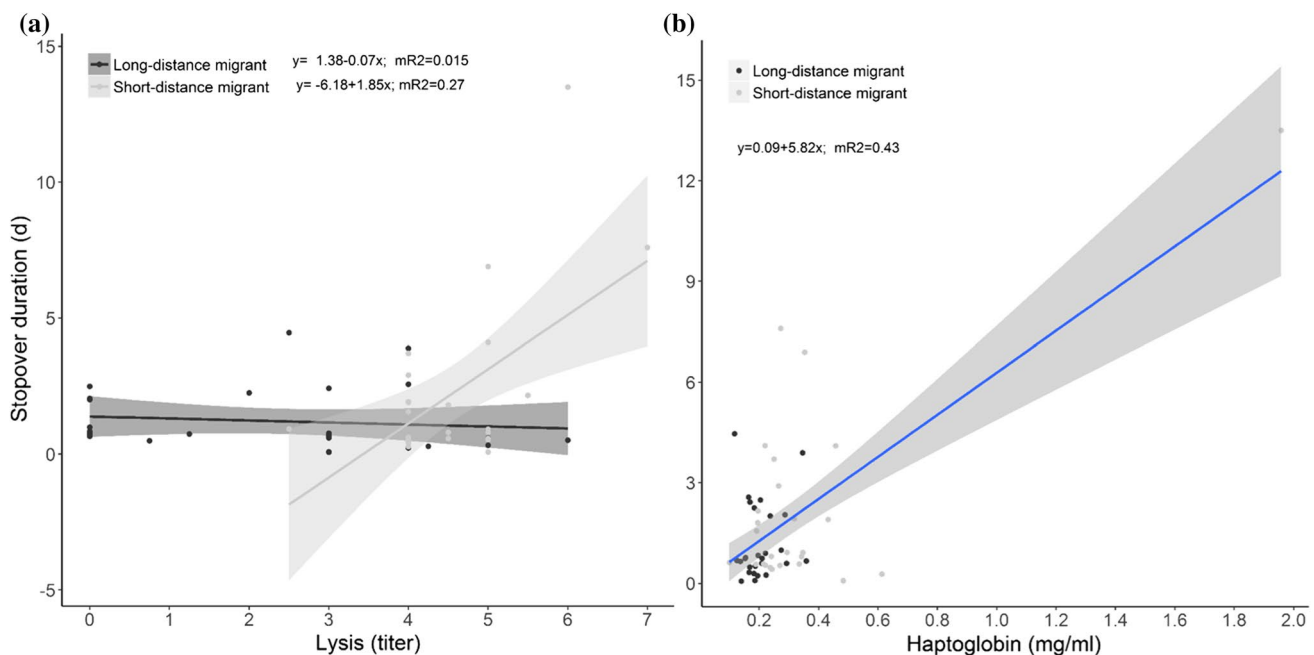 (a)
15
Long-distance migrant y= 1.38-0.07x; mR2=0.015
Short-distance migrant y= -6.18+1.85x; mR2=0.27
10
5
0
-5
Stopover duration (d)
0 1 2 3 4 5 6 7
Lysis (titer)
(b)
15
Long-distance migrant
Short-distance migrant
y=0.09+5.82x; mR2=0.43
12
9
6
3
0
0.2 0.4 0.6 0.8 1.0 1.2 1.4 1.6 1.8 2.0
Haptoglobin (mg/ml)